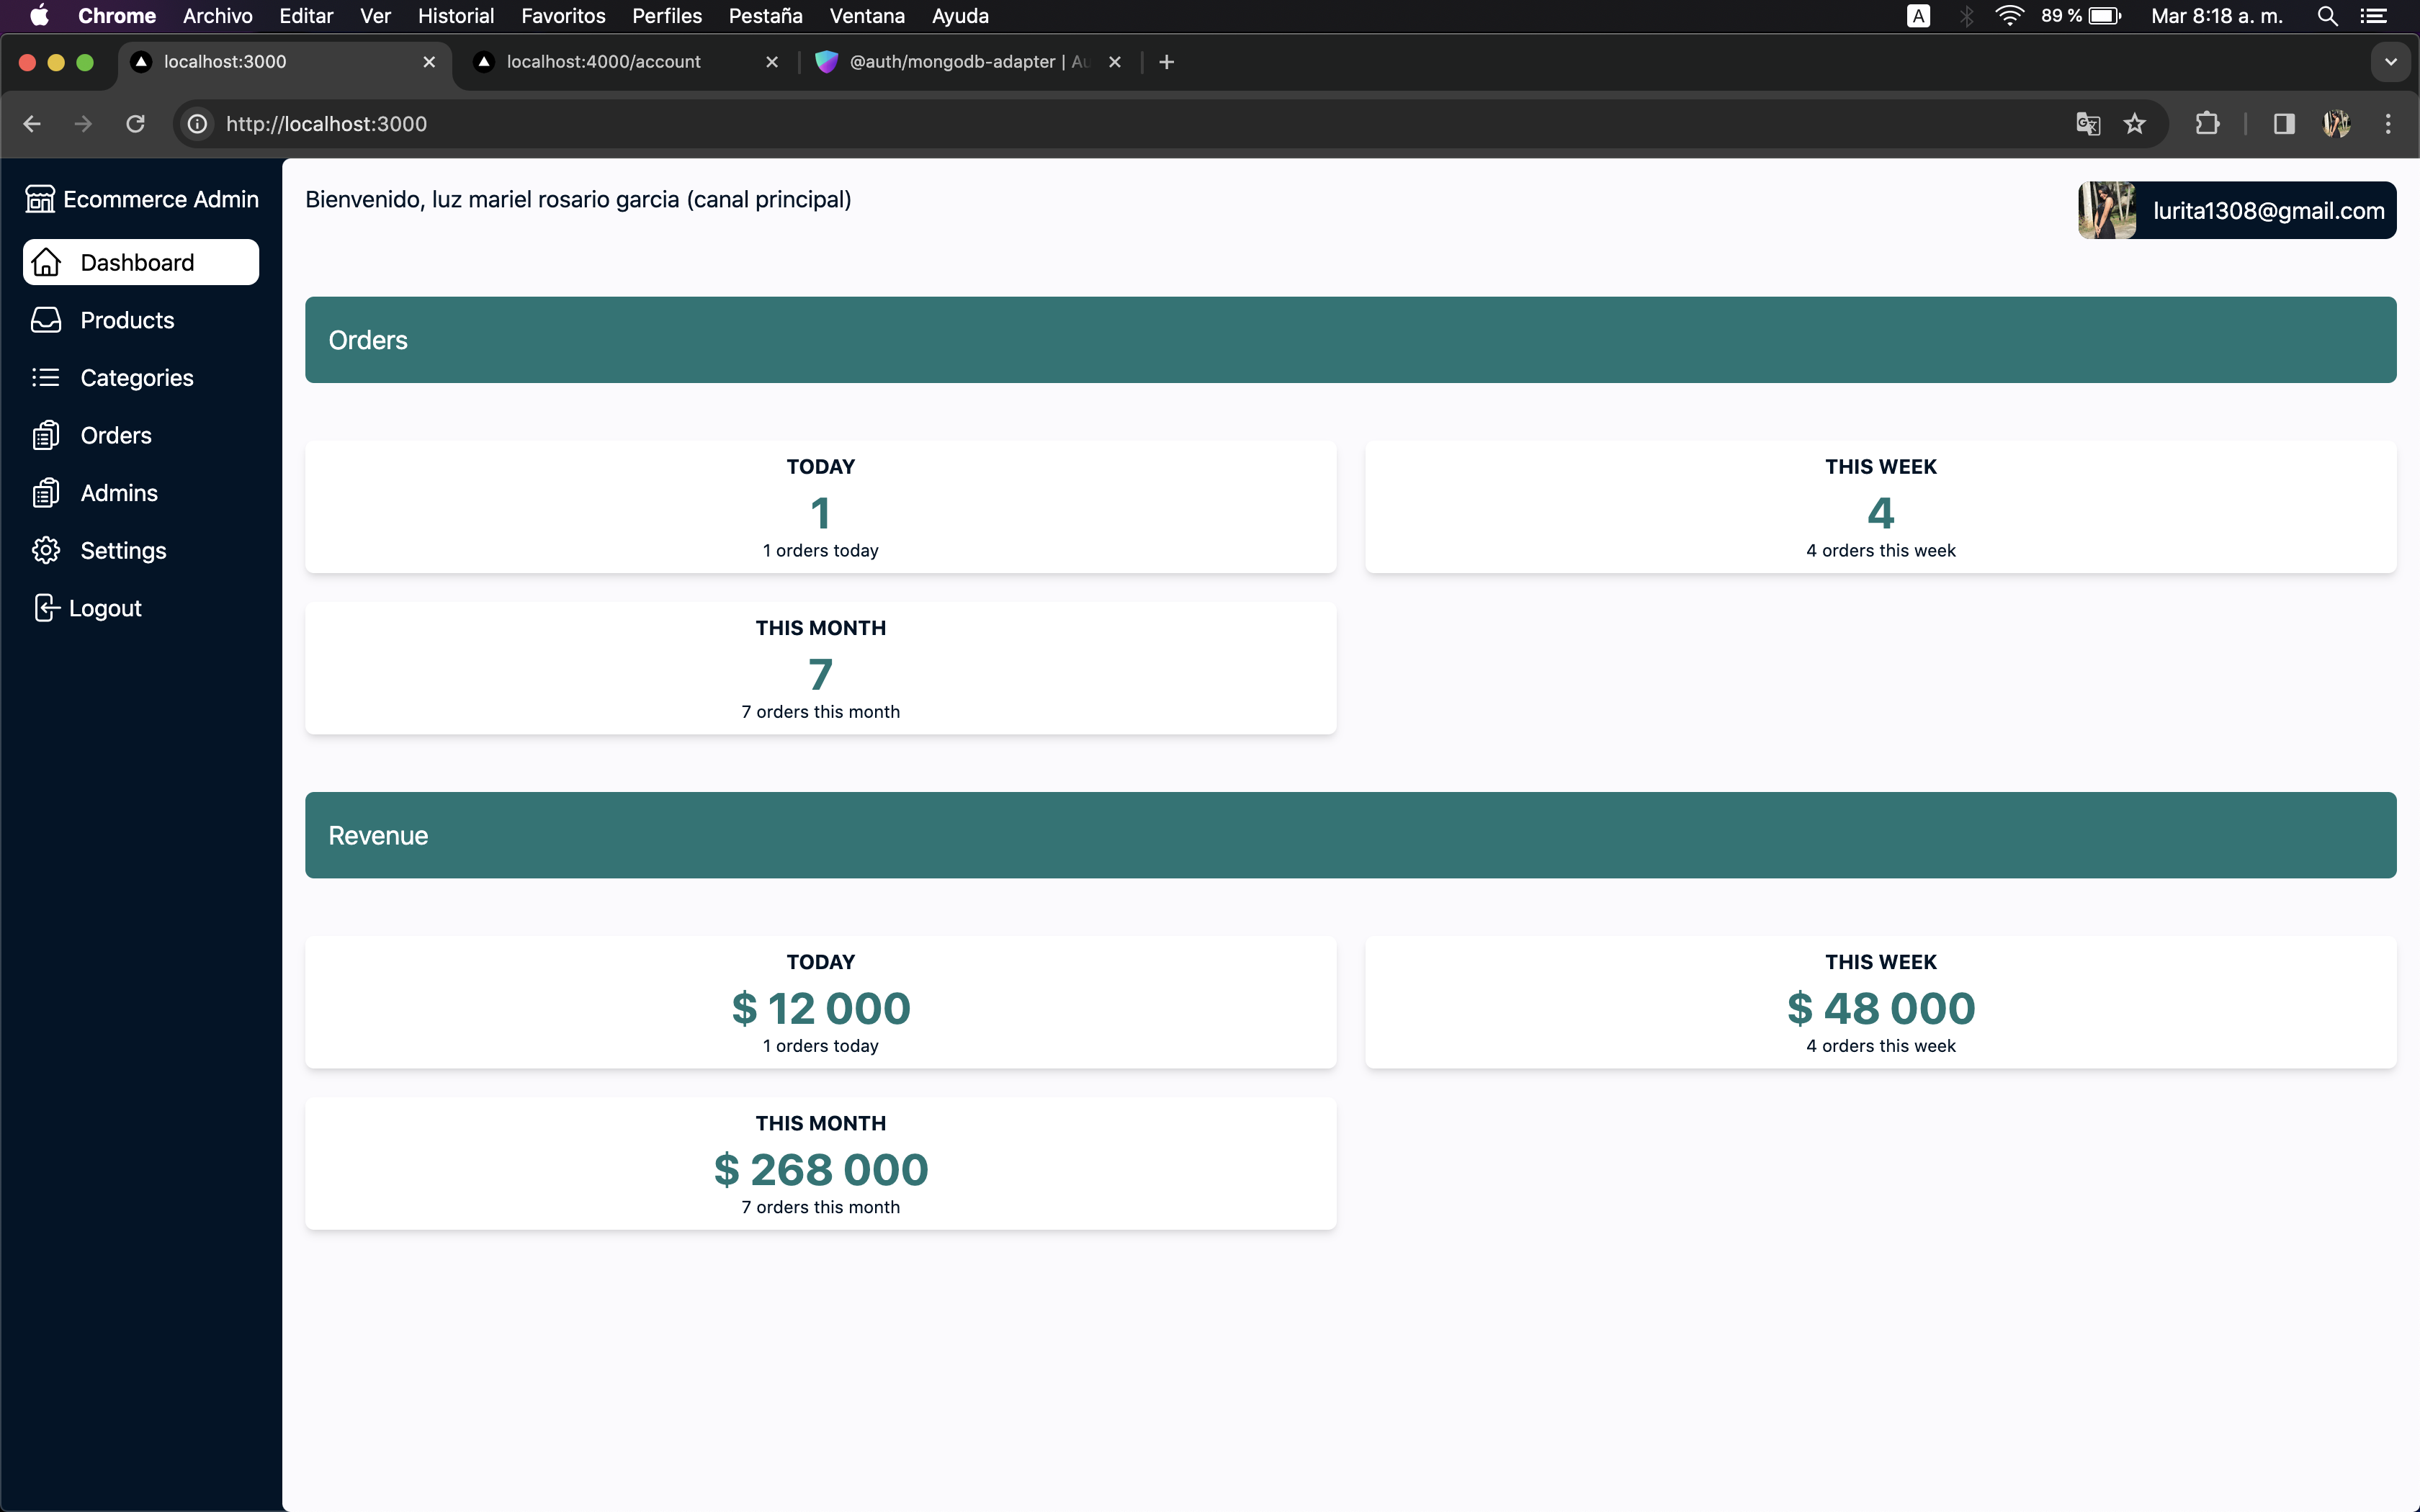 Chrome Archivo Editar Ver Historial Favoritos Perfiles Pestaña Ventana Ayuda A 89 % Mar 8:18 a. m.
localhost:3000 localhost:4000/account @auth/mongodb-adapter | Au
http://localhost:3000
Ecommerce Admin
Dashboard
Products
Categories
Orders
Admins
Settings
Logout
Bienvenido, luz mariel rosario garcia (canal principal)
lurita1308@gmail.com
Orders
TODAY
1
1 orders today
THIS WEEK
4
4 orders this week
THIS MONTH
7
7 orders this month
Revenue
TODAY
$ 12 000
1 orders today
THIS WEEK
$ 48 000
4 orders this week
THIS MONTH
$ 268 000
7 orders this month